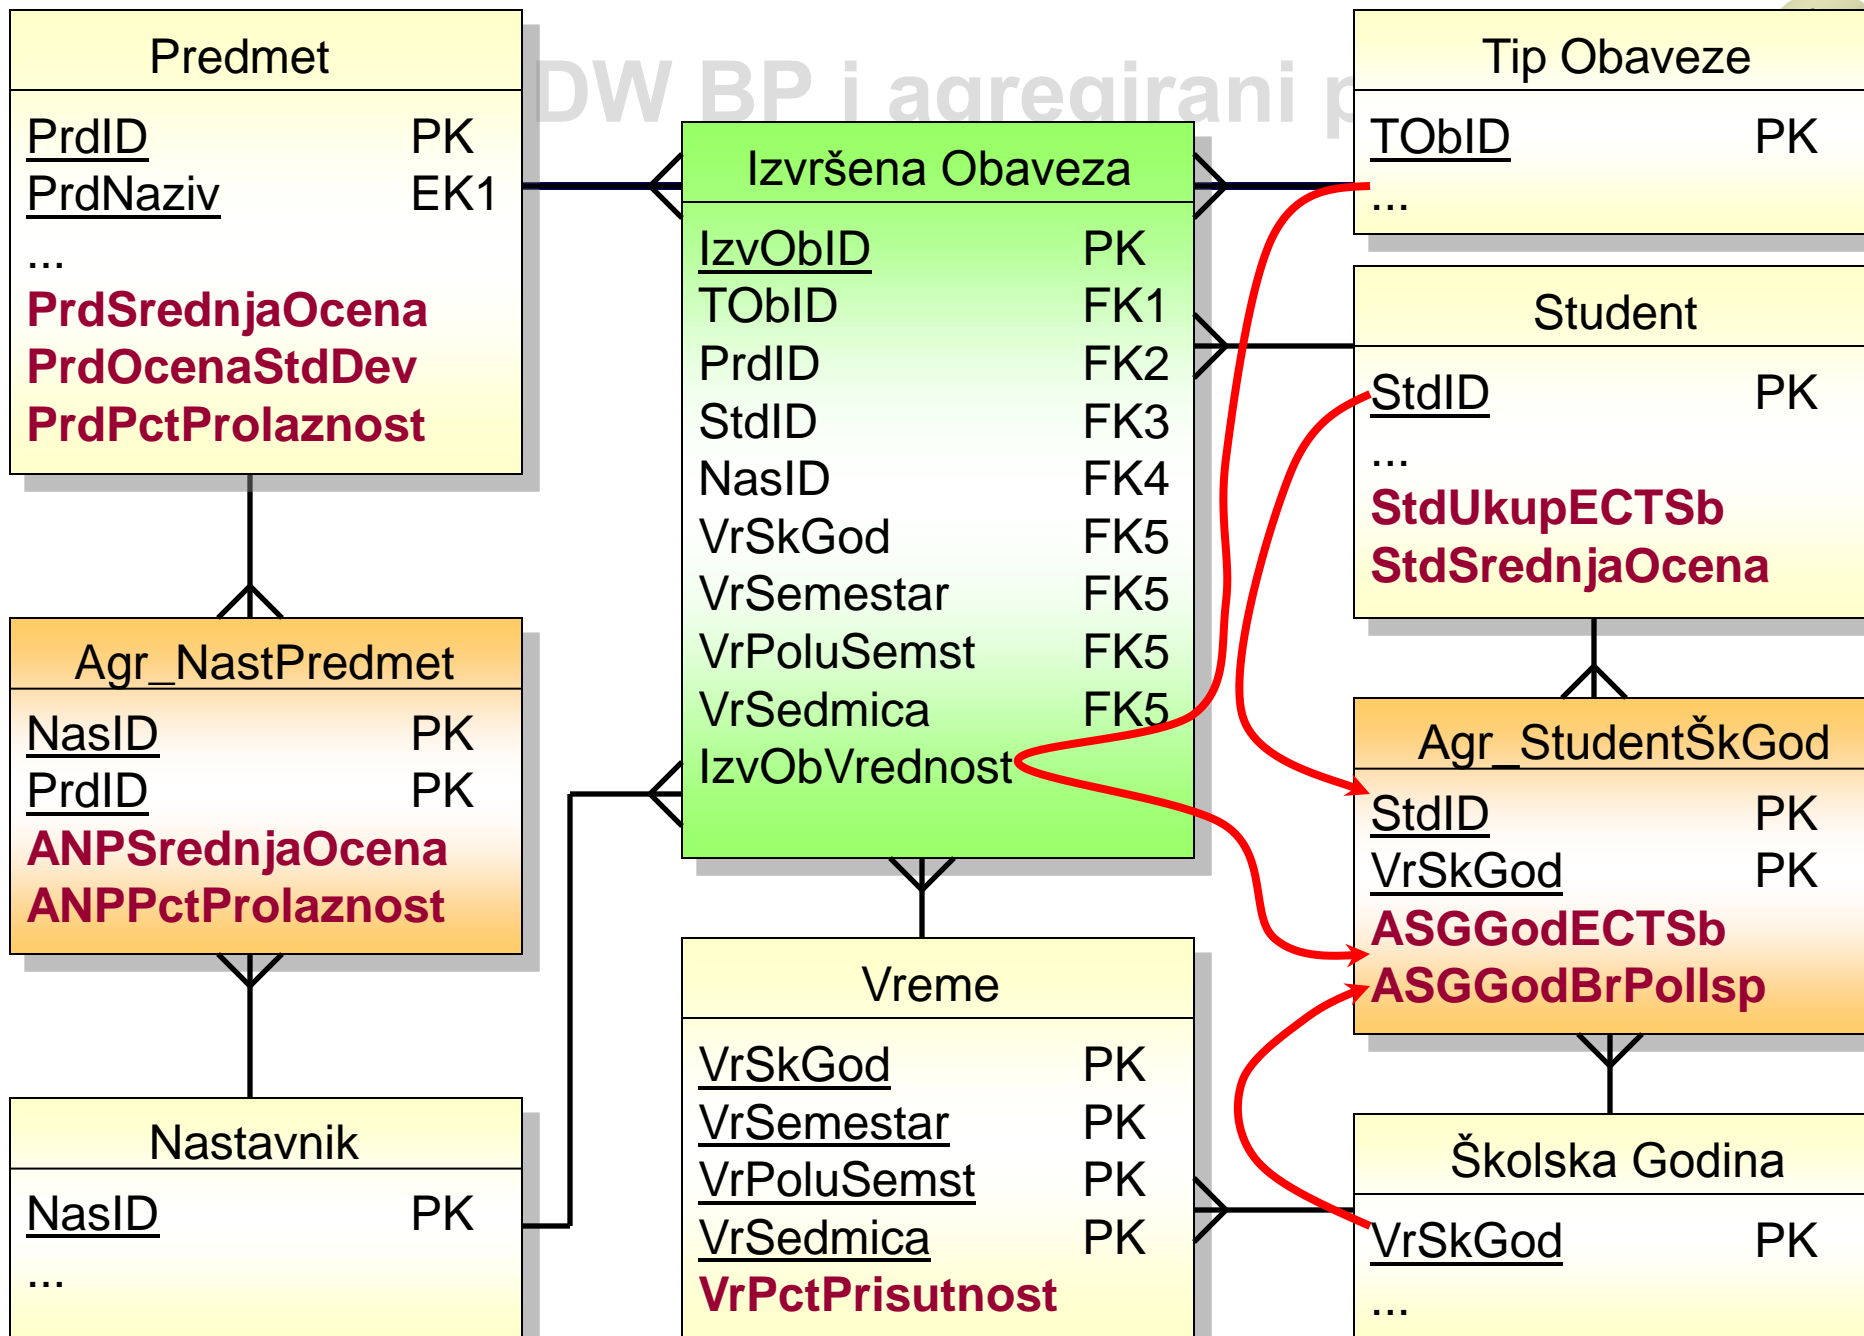 DW BP i agregirani
Predmet
PrdID PK
PrdNaziv EK1
...
PrdSrednjaOcena
PrdOcenaStdDev
PrdPctProlaznost
Agr_NastPredmet
NasID PK
PrdID PK
ANPSrednjaOcena
ANPPctProlaznost
Nastavnik
NasID PK
...
Izvršena Obaveza
IzvObID PK
TObID FK1
PrdID FK2
StdID FK3
NasID FK4
VrSkGod FK5
VrSemestar FK5
VrPoluSemst FK5
VrSedmica FK5
IzvObVrednost
Vreme
VrSkGod PK
VrSemestar PK
VrPoluSemst PK
VrSedmica PK
VrPctPrisutnost
Tip Obaveze
TObID PK
...
Student
StdID PK
...
StdUkupECTSb
StdSrednjaOcena
Agr_StudentŠkGod
StdID PK
VrSkGod PK
ASGGodECTSb
ASGGodBrPolIsp
Školska Godina
VrSkGod PK
...